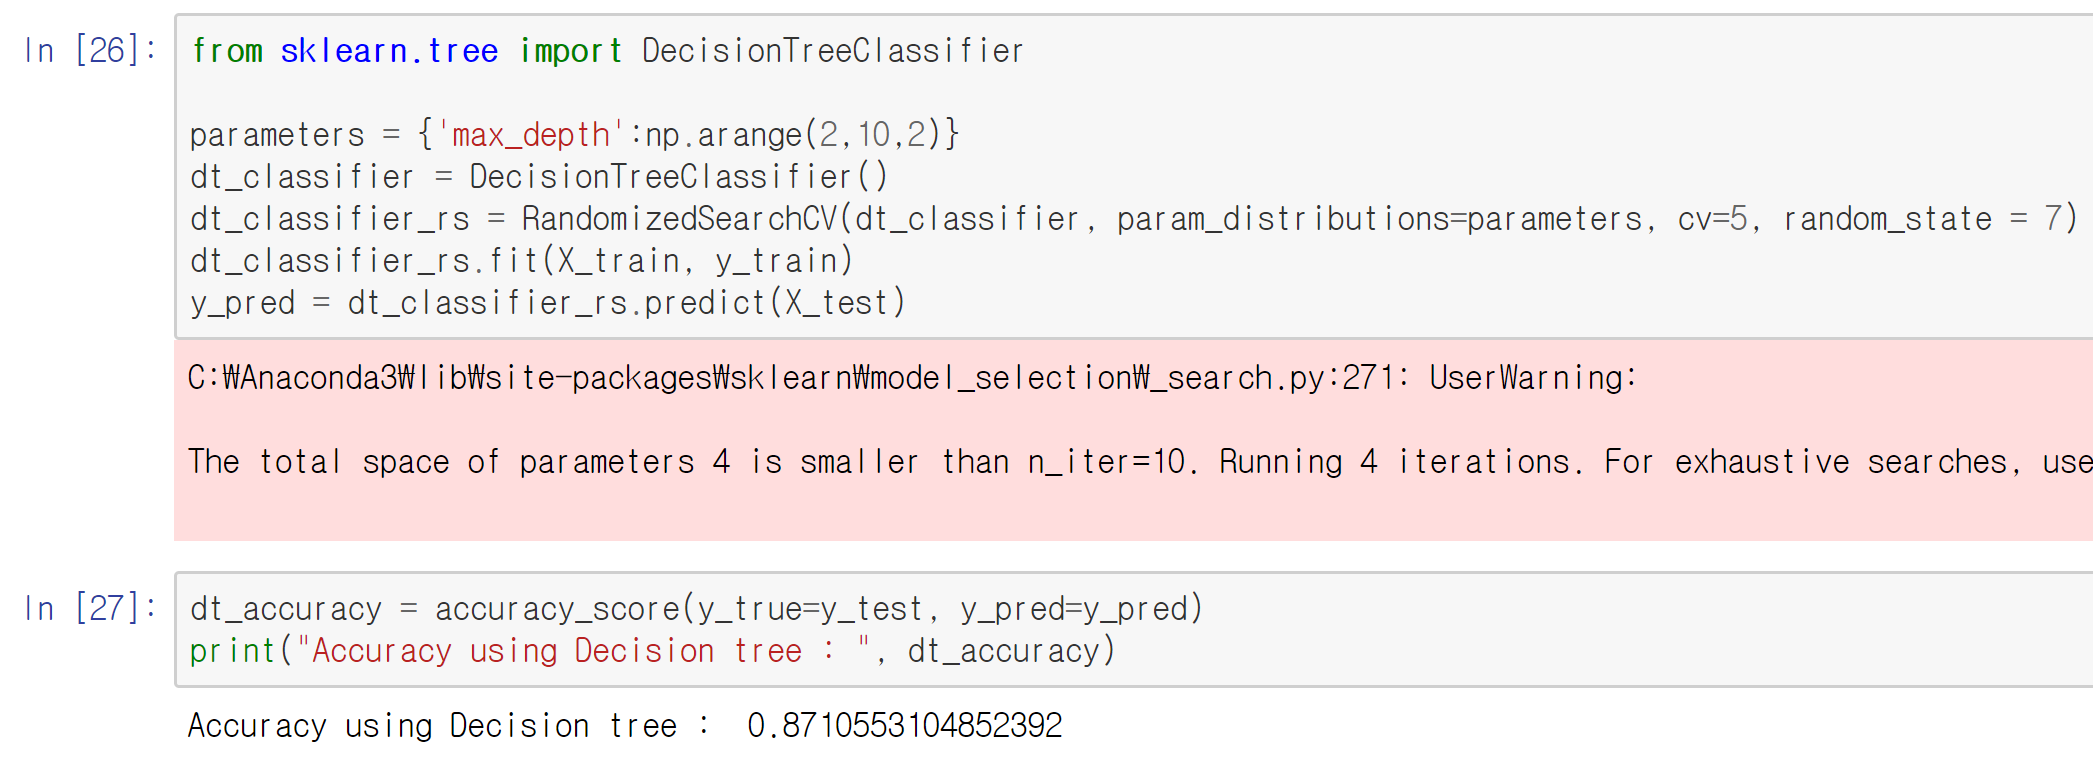 In [26]: from sklearn.tree import DecisionTreeClassifier
parameters = {'max_depth':np.arange(2,10,2)}
dt_classifier = DecisionTreeClassifier()
dt_classifier_rs = RandomizedSearchCV(dt_classifier, param_distributions=parameters, cv=5, random_state = 7)
dt_classifier_rs.fit(X_train, y_train)
y_pred = dt_classifier_rs.predict(X_test)
C:₩Anaconda3₩lib₩site-packages₩sklearn₩model_selection₩_search.py:271: UserWarning:
The total space of parameters 4 is smaller than n_iter=10. Running 4 iterations. For exhaustive searches, use
In [27]: dt_accuracy = accuracy_score(y_true=y_test, y_pred=y_pred)
print("Accuracy using Decision tree : ", dt_accuracy)
Accuracy using Decision tree :  0.8710553104852392